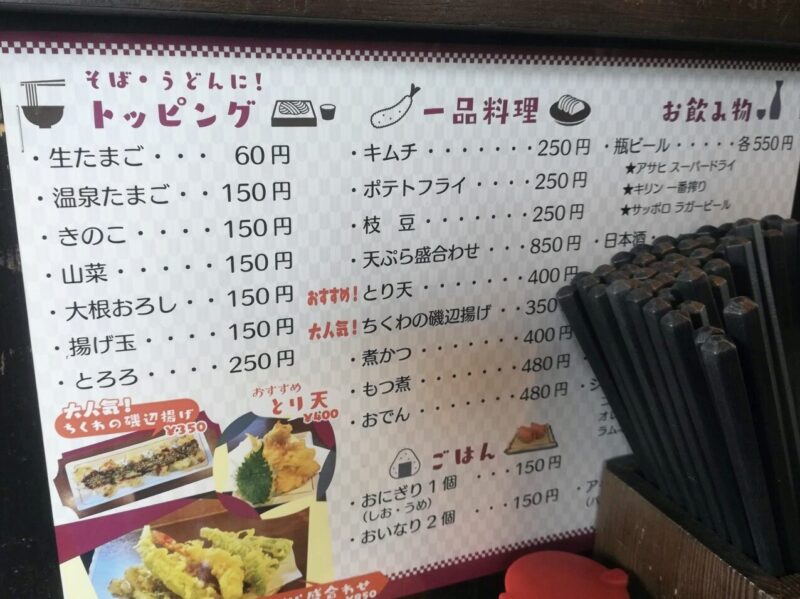 そば・うどんに!
トッピング
・生たまご・・・ 60円
・温泉たまご・・ 150円
・きのこ・・・・ 150円
・山菜・・・・・ 150円
・大根おろし・・ 150円
・揚げ玉・・・・ 150円
・とろろ・・・・ 250円
大人気!
ちくわの磯辺揚げ
¥350
おすすめ
とり天
¥400
盛合わせ
¥850
一品料理
・キムチ・・・・・・・250円
・ポテトフライ・・・・・250円
・枝 豆・・・・・・・250円
・天ぷら盛合わせ・・・850円
おすすめ!とり天・・・・・・・400円
大人気!ちくわの磯辺揚げ・・350
・煮かつ・・・・・・・400円
・もつ煮・・・・・・・480円
・おでん・・・・・・・480円
ごはん
・おにぎり1個・・・150円
(しお・うめ)
・おいなり2個・・・150円
お飲み物
・瓶ビール・・・・・各550円
★アサヒ スーパードライ
★キリン 一番搾り
★サッポロ ラガービール
・日本酒・